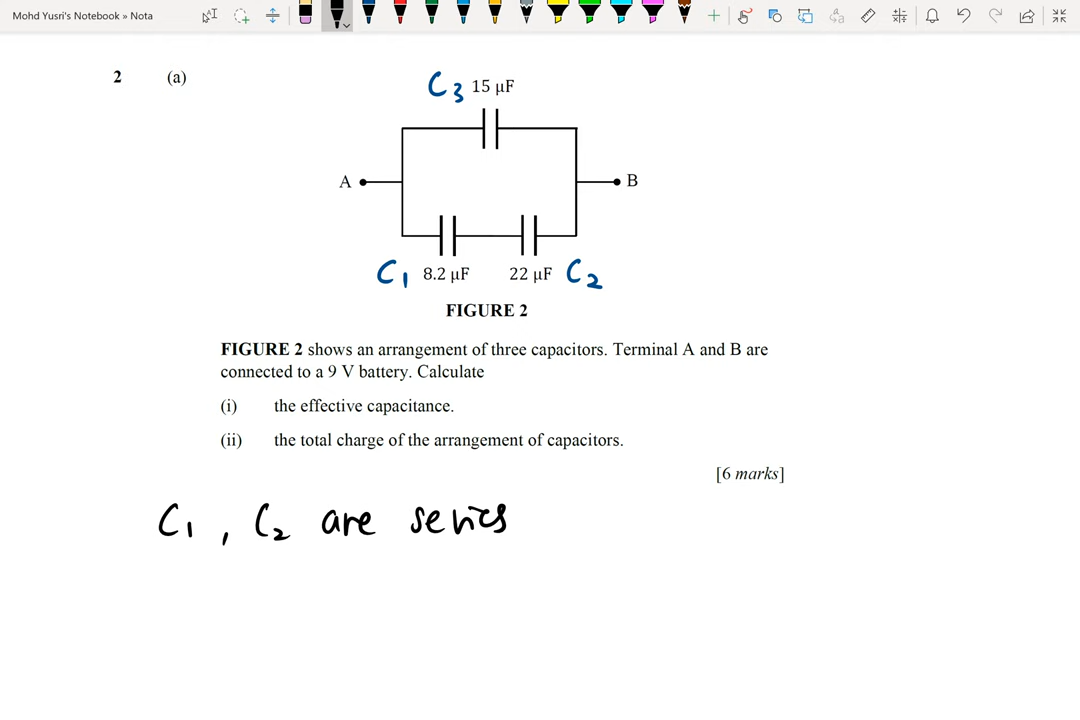 Mohd Yusri's Notebook » Nota
2 (a)
C3 15 μF
A B
C1 8.2 μF 22 μF C2
FIGURE 2
FIGURE 2 shows an arrangement of three capacitors. Terminal A and B are
connected to a 9 V battery. Calculate
(i) the effective capacitance.
(ii) the total charge of the arrangement of capacitors.
[6 marks]
C1 , C2 are series